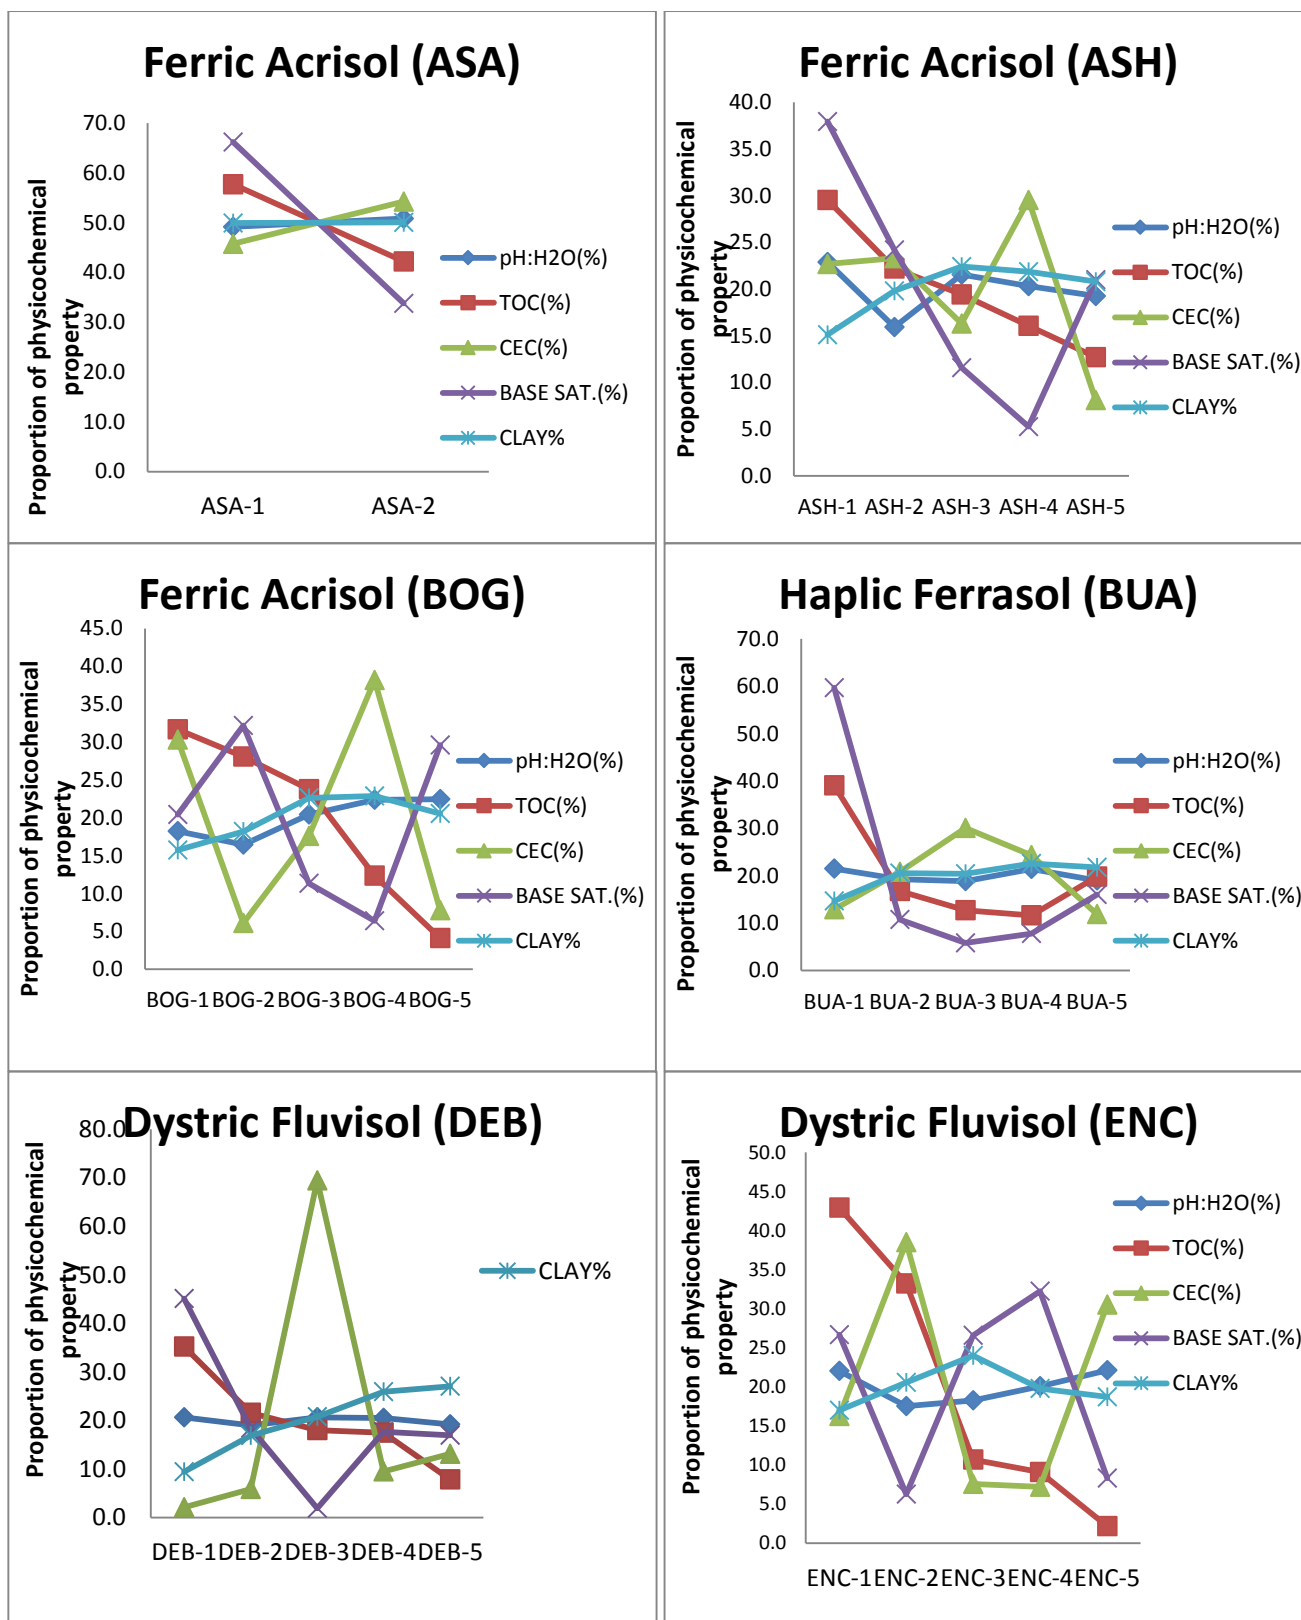 Ferric Acrisol (ASA)
Proportion of physicochemical
property
70.0
60.0
50.0
40.0
30.0
20.0
10.0
0.0
ASA-1 ASA-2
pH:H2O(%)
TOC(%)
CEC(%)
BASE SAT.(%)
CLAY%
Ferric Acrisol (ASH)
Proportion of physicochemical
property
40.0
35.0
30.0
25.0
20.0
15.0
10.0
5.0
0.0
ASH-1 ASH-2 ASH-3 ASH-4 ASH-5
pH:H2O(%)
TOC(%)
CEC(%)
BASE SAT.(%)
CLAY%
Ferric Acrisol (BOG)
Proportion of physicochemical
property
45.0
40.0
35.0
30.0
25.0
20.0
15.0
10.0
5.0
0.0
BOG-1 BOG-2 BOG-3 BOG-4 BOG-5
pH:H2O(%)
TOC(%)
CEC(%)
BASE SAT.(%)
CLAY%
Haplic Ferrasol (BUA)
Proportion of physicochemical
property
70.0
60.0
50.0
40.0
30.0
20.0
10.0
0.0
BUA-1 BUA-2 BUA-3 BUA-4 BUA-5
pH:H2O(%)
TOC(%)
CEC(%)
BASE SAT.(%)
CLAY%
Dystric Fluvisol (DEB)
Proportion of physicochemical
property
80.0
70.0
60.0
50.0
40.0
30.0
20.0
10.0
0.0
DEB-1 DEB-2 DEB-3 DEB-4 DEB-5
CLAY%
Dystric Fluvisol (ENC)
Proportion of physicochemical
property
50.0
45.0
40.0
35.0
30.0
25.0
20.0
15.0
10.0
5.0
0.0
ENC-1 ENC-2 ENC-3 ENC-4 ENC-5
pH:H2O(%)
TOC(%)
CEC(%)
BASE SAT.(%)
CLAY%